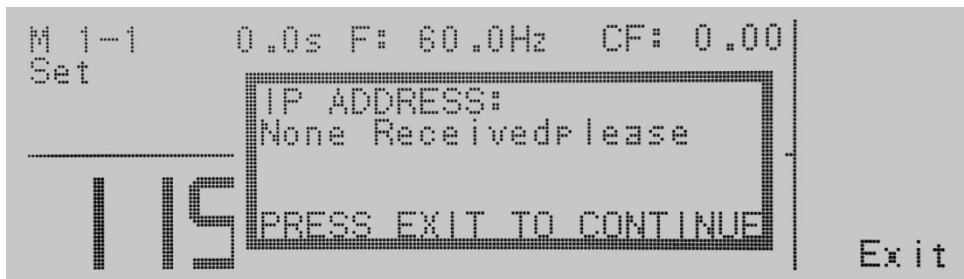 M 1-1 0.0s F: 60.0Hz CF: 0.00
Set
IP ADDRESS:
None Receivedplease
PRESS EXIT TO CONTINUE
115
Exit